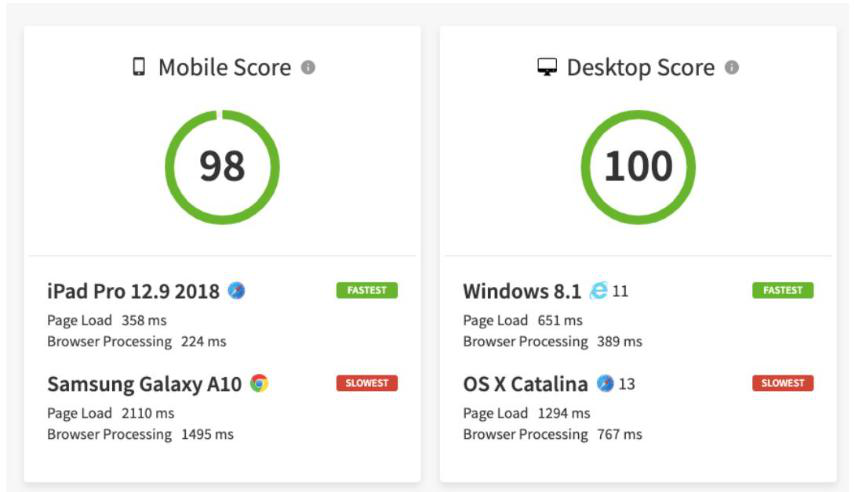 Mobile Score
98
iPad Pro 12.9 2018 FASTEST
Page Load 358 ms
Browser Processing 224 ms
Samsung Galaxy A10 SLOWEST
Page Load 2110 ms
Browser Processing 1495 ms
Desktop Score
100
Windows 8.1 11 FASTEST
Page Load 651 ms
Browser Processing 389 ms
OS X Catalina 13 SLOWEST
Page Load 1294 ms
Browser Processing 767 ms